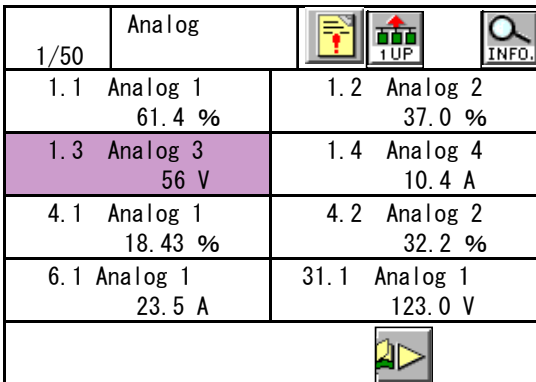 Analog
1/50
1 UP
INFO.
1.1 Analog 1
61.4 %
1.2 Analog 2
37.0 %
1.3 Analog 3
56 V
1.4 Analog 4
10.4 A
4.1 Analog 1
18.43 %
4.2 Analog 2
32.2 %
6.1 Analog 1
23.5 A
31.1 Analog 1
123.0 V